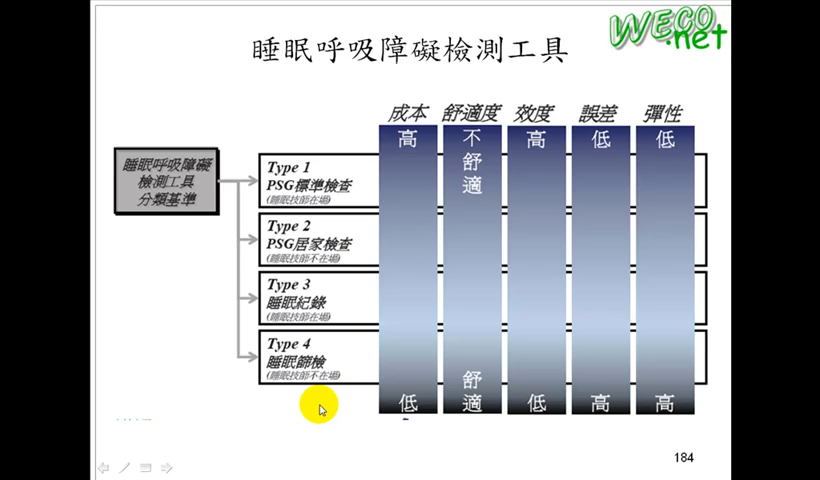 WECO
.net
睡眠呼吸障礙檢測工具
成本 舒適度 效度 誤差 彈性
高 不舒適 高 低 低
睡眠呼吸障礙
檢測工具
分類基準
Type 1
PSG標準檢查
(睡眠技師在場)
Type 2
PSG居家檢查
(睡眠技師不在場)
Type 3
睡眠紀錄
(睡眠技師在場)
Type 4
睡眠篩檢
(睡眠技師不在場)
低 舒適 低 高 高
184